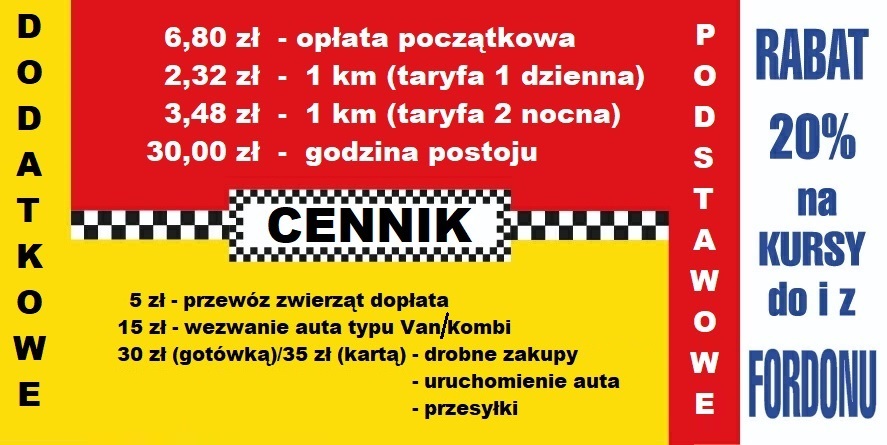 DODATKOWE
6,80 zł - opłata początkowa
2,32 zł - 1 km (taryfa 1 dzienna)
3,48 zł - 1 km (taryfa 2 nocna)
30,00 zł - godzina postoju
PODSTAWOWE
CENNIK
5 zł - przewóz zwierząt dopłata
15 zł - wezwanie auta typu Van/kombi
30 zł (gotówką)/35 zł (kartą) - drobne zakupy
- uruchomienie auta
- przesyłki
RABAT
20%
na
KURSY
do i z
FORDONU